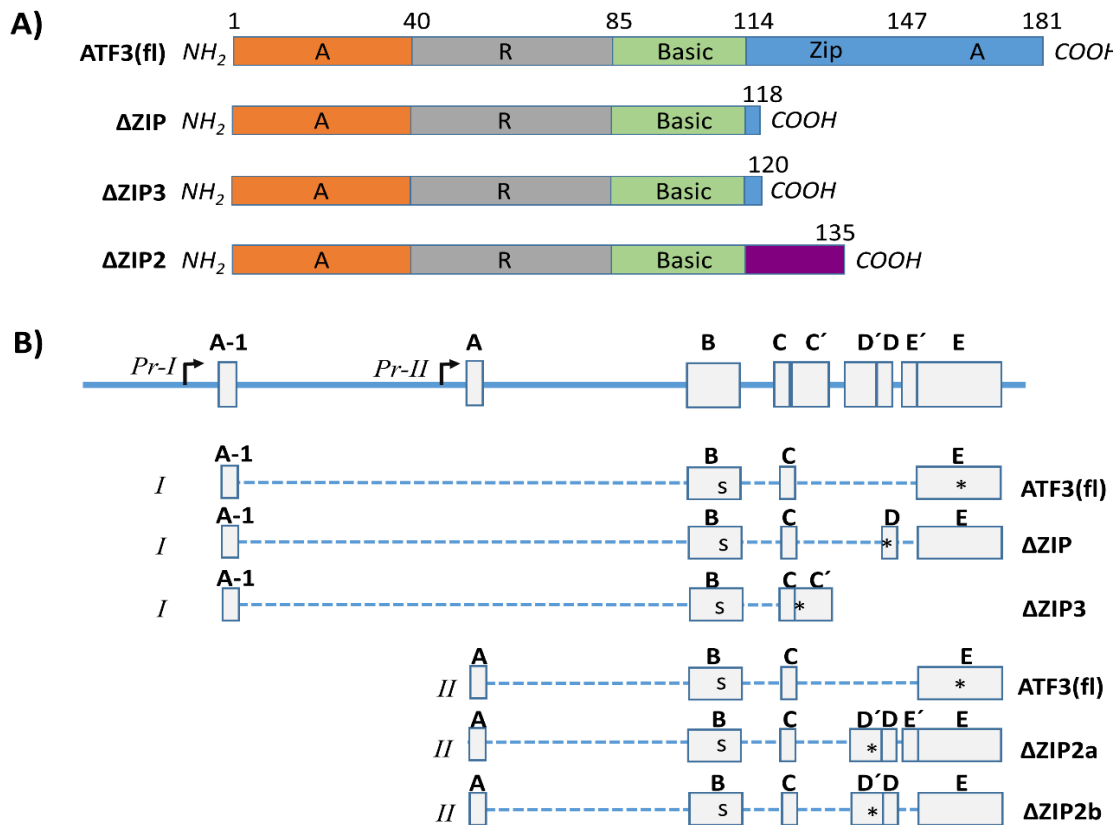 A)
1 40 85 114 147 181
ATF3(fl) NH2 A R Basic Zip A COOH
118
ΔZIP NH2 A R Basic COOH
120
ΔZIP3 NH2 A R Basic COOH
135
ΔZIP2 NH2 A R Basic COOH
B)
A-1 A B C C´ D´ D E´ E
Pr-I Pr-II
A-1 B C E
I s * ATF3(fl)
A-1 B C D E
I s * ΔZIP
A-1 B C C´
I s * ΔZIP3
A B C E
II s * ATF3(fl)
A B C D´ D E´ E
II s * ΔZIP2a
A B C D´ D E
II s * ΔZIP2b